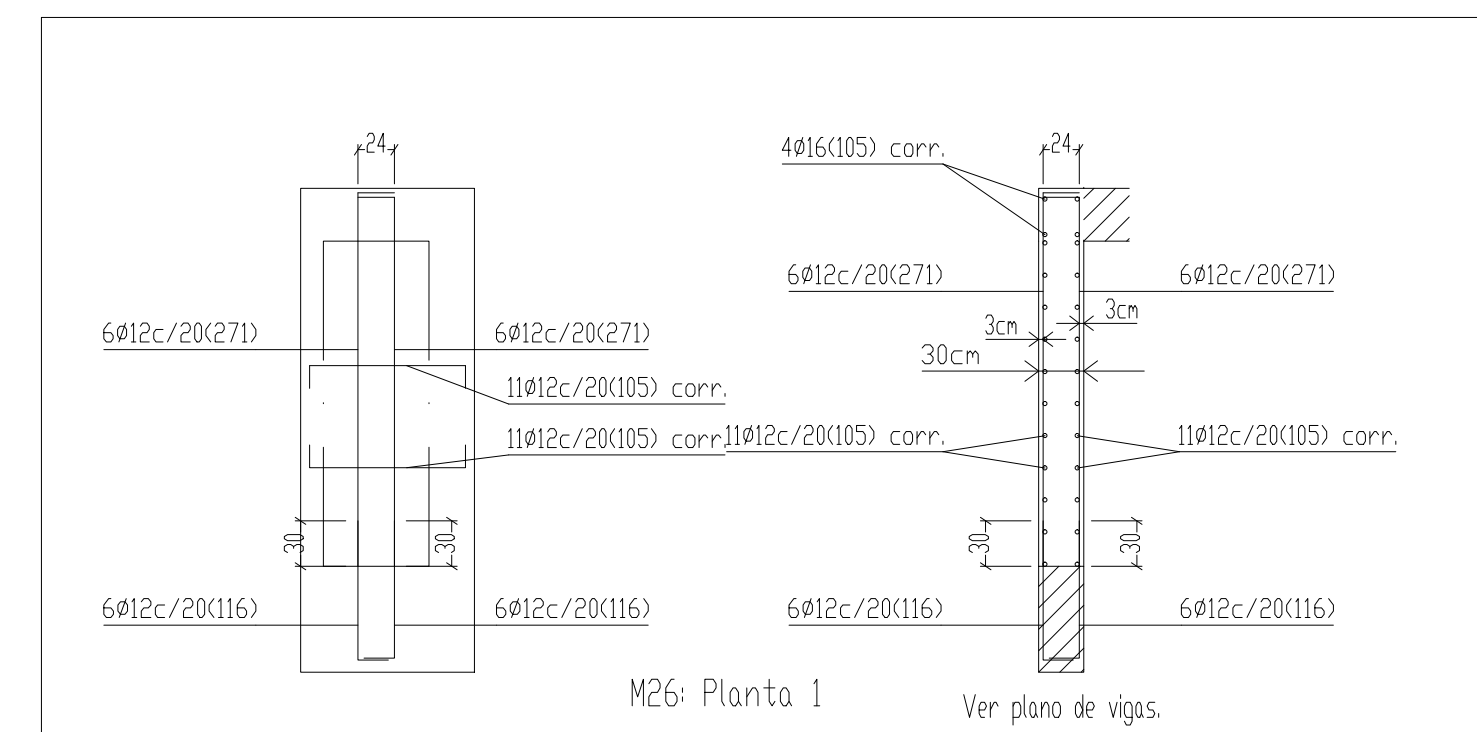 24
4Ø16(105) corr.
24
6Ø12c/20(271)
6Ø12c/20(271)
3cm
3cm
6Ø12c/20(271)
6Ø12c/20(271)
30cm
11Ø12c/20(105) corr.
11Ø12c/20(105) corr.
11Ø12c/20(105) corr.
11Ø12c/20(105) corr.
30
30
30
30
6Ø12c/20(116)
6Ø12c/20(116)
6Ø12c/20(116)
6Ø12c/20(116)
M26: Planta 1
Ver plano de vigas.